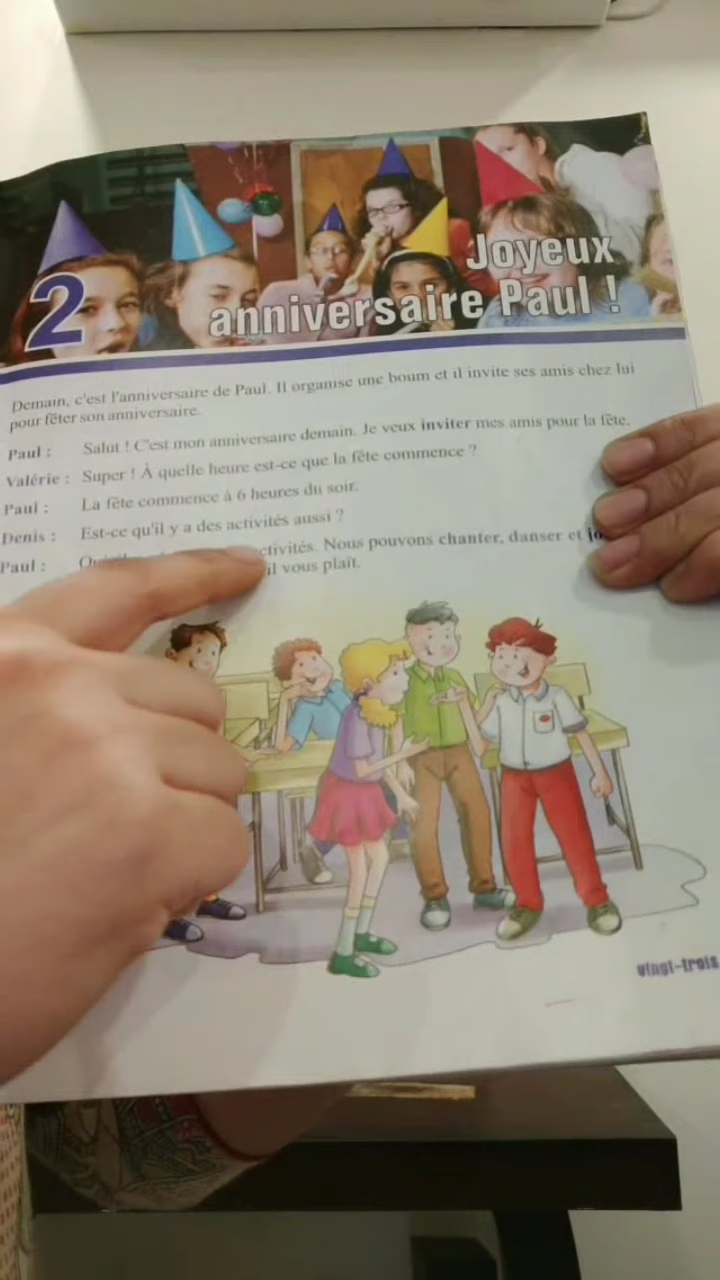 2
Joyeux
anniversaire Paul !
Demain, c'est l'anniversaire de Paul. Il organise une boum et il invite ses amis chez lui
pour fêter son anniversaire.
Paul : Salut ! C'est mon anniversaire demain. Je veux inviter mes amis pour la fête.
Valérie : Super ! À quelle heure est-ce que la fête commence ?
Paul : La fête commence à 6 heures du soir.
Denis : Est-ce qu'il y a des activités aussi ?
Paul : ctivités. Nous pouvons chanter, danser et
il vous plaît.
vingt-trois